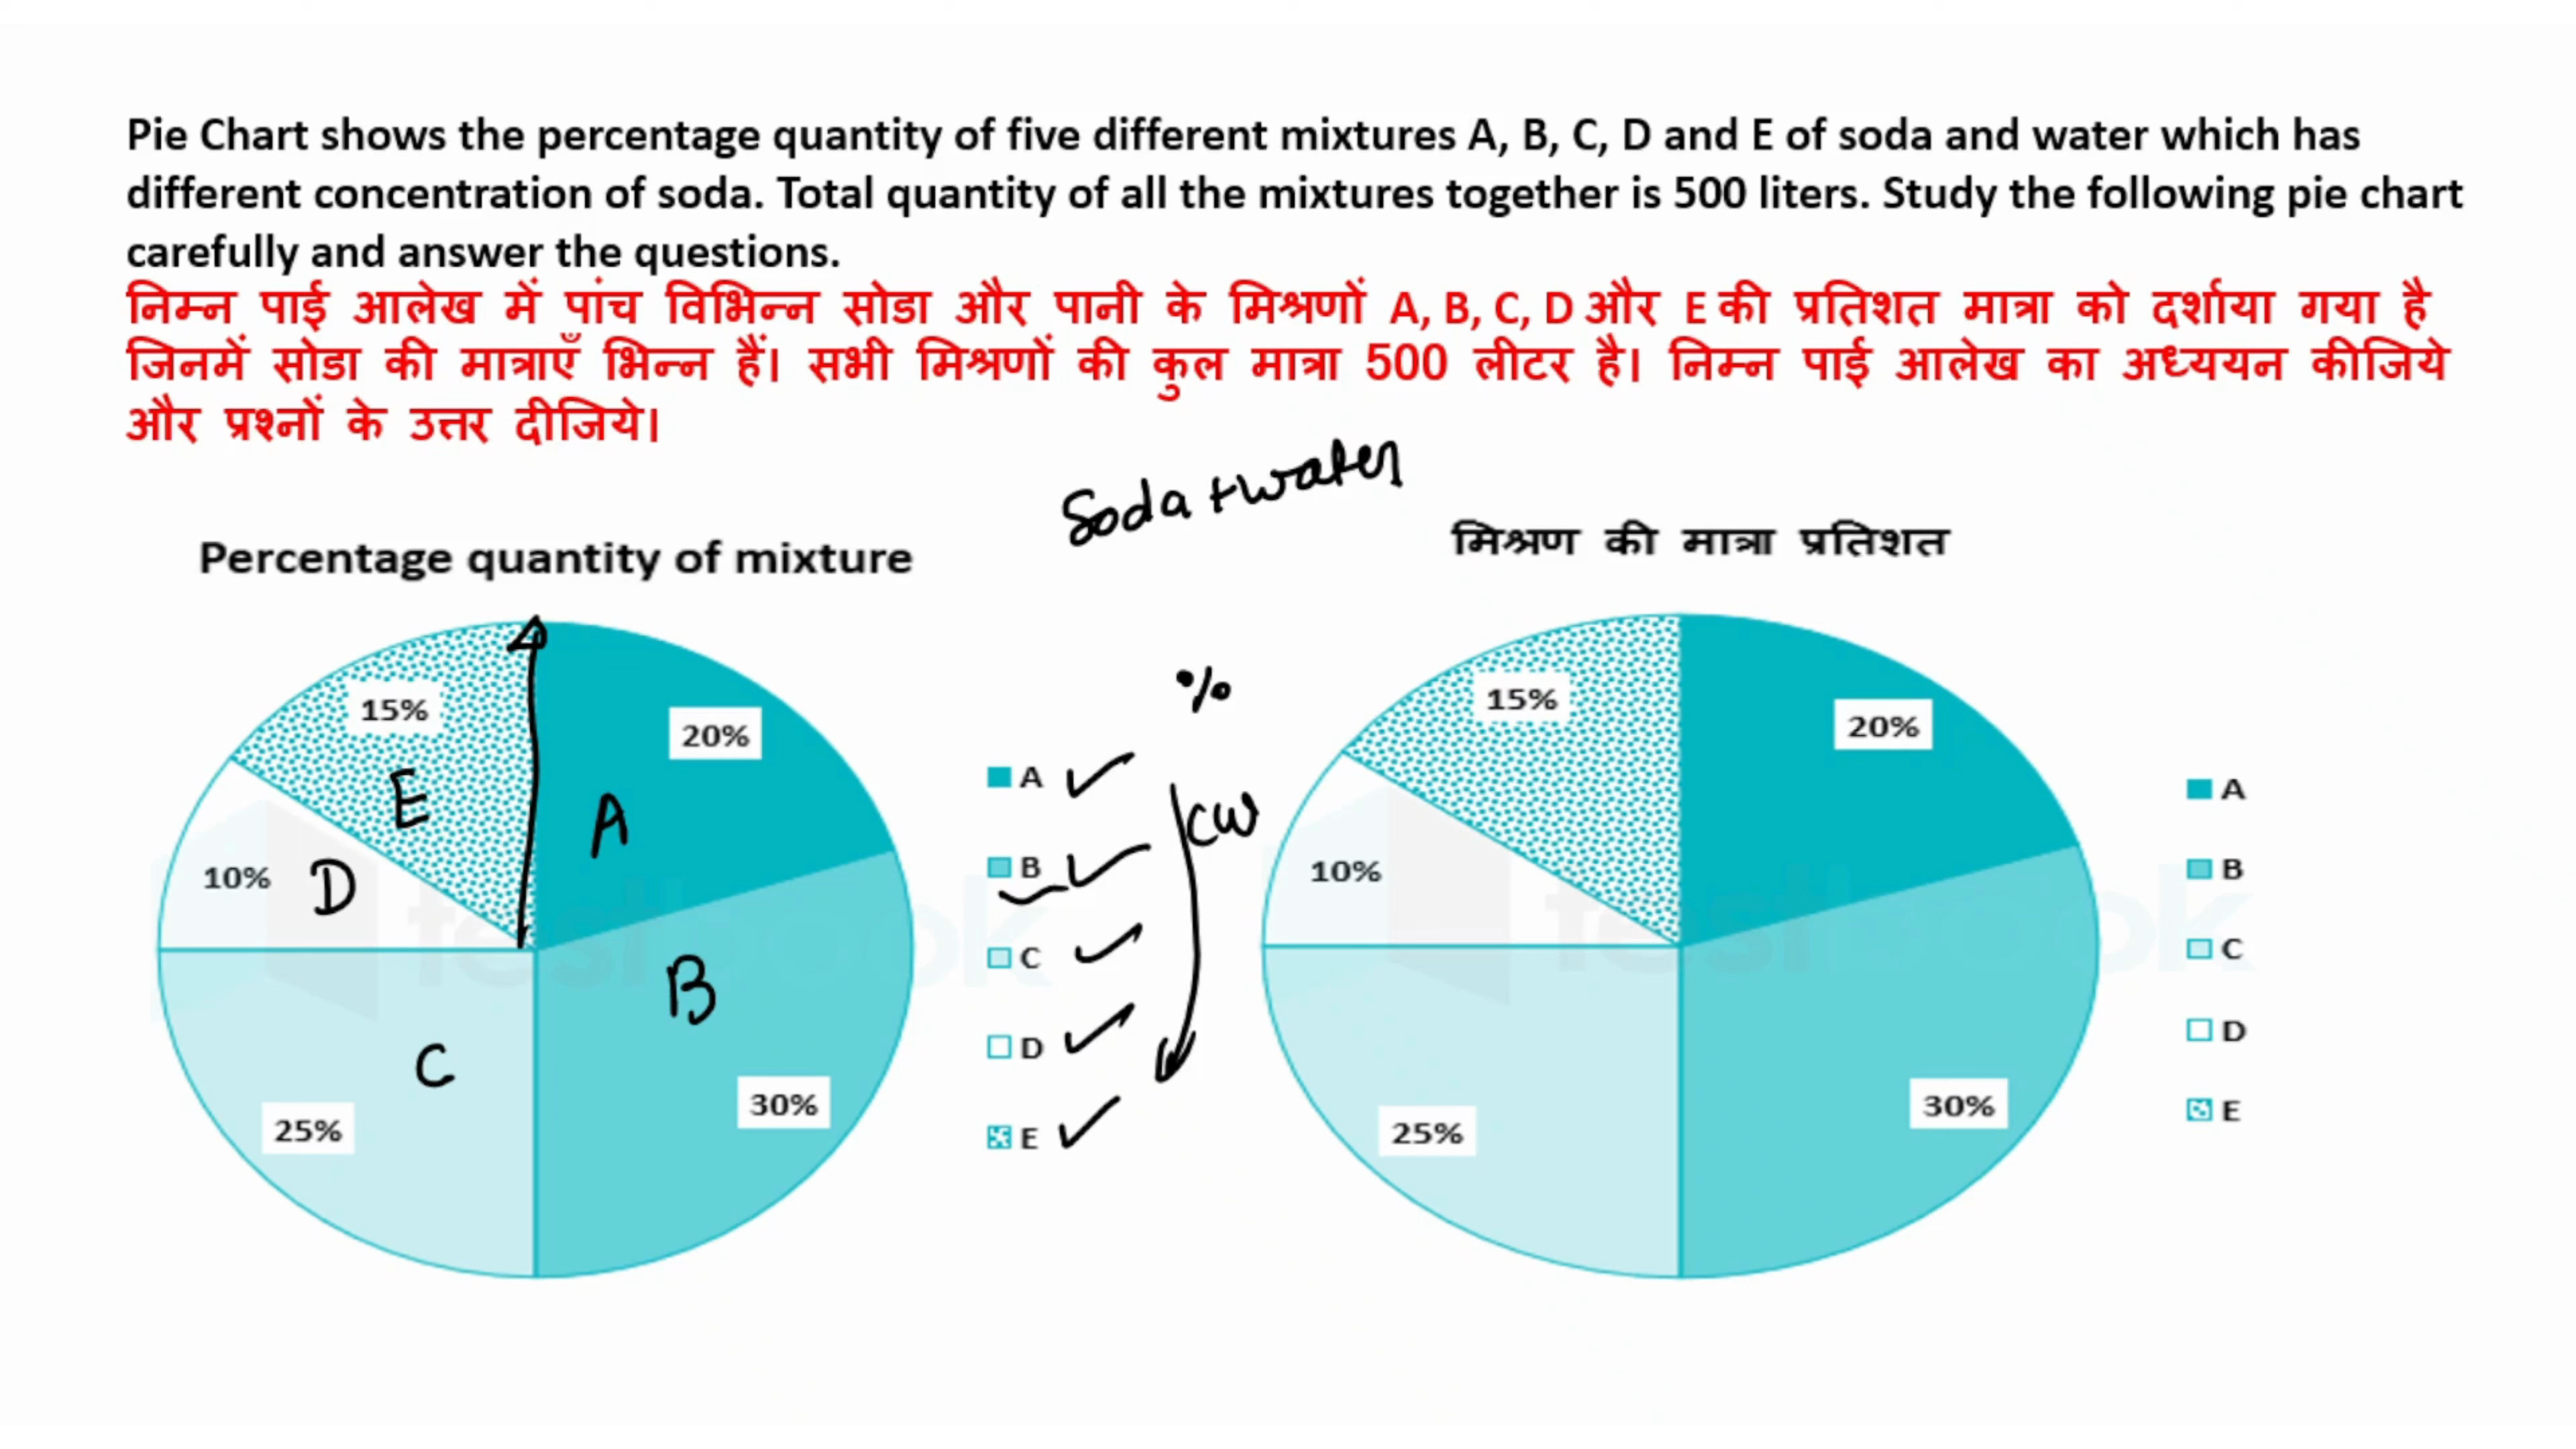 Pie Chart shows the percentage quantity of five different mixtures A, B, C, D and E of soda and water which has
different concentration of soda. Total quantity of all the mixtures together is 500 liters. Study the following pie chart
carefully and answer the questions.
निम्न पाई आलेख में पांच विभिन्न सोडा और पानी के मिश्रणों A, B, C, D और E की प्रतिशत मात्रा को दर्शाया गया है
जिनमें सोडा की मात्राएँ भिन्न हैं। सभी मिश्रणों की कुल मात्रा 500 लीटर है। निम्न पाई आलेख का अध्ययन कीजिये
और प्रश्नों के उत्तर दीजिये।
Soda + water
Percentage quantity of mixture
15%
20%
E
A
10%
D
B
C
25%
30%
%
CW
A
B
C
D
E
मिश्रण की मात्रा प्रतिशत
15%
20%
10%
25%
30%
A
B
C
D
E
testbook
testbook